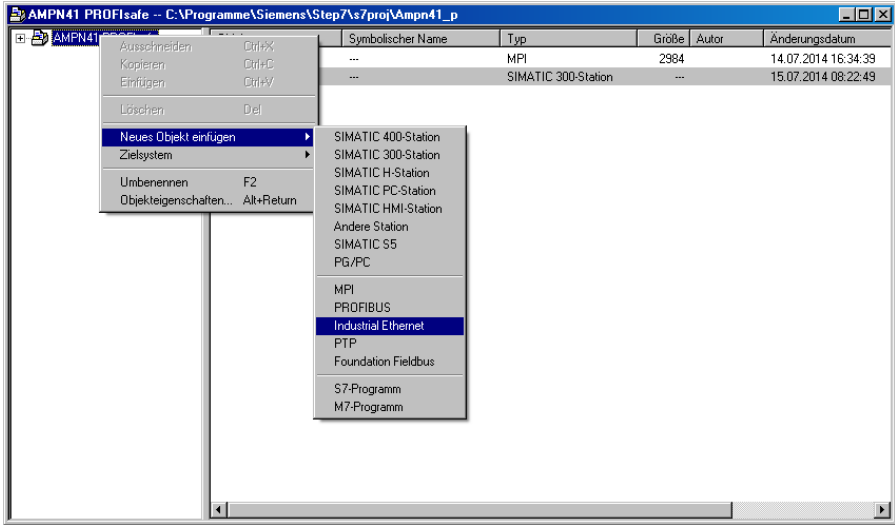 AMPN41 PROFIsafe -- C:\Programme\Siemens\Step7\s7proj\Ampn41_p
AMPN41
Symbolischer Name Typ Größe Autor Änderungsdatum
--- MPI 2984 14.07.2014 16:34:39
--- SIMATIC 300-Station --- 15.07.2014 08:22:49
Ausschneiden Ctrl+X
Kopieren Ctrl+C
Einfügen Ctrl+V
Löschen Del
Neues Objekt einfügen
Zielsystem
Umbenennen F2
Objekteigenschaften... Alt+Return
SIMATIC 400-Station
SIMATIC 300-Station
SIMATIC H-Station
SIMATIC PC-Station
SIMATIC HMI-Station
Andere Station
SIMATIC S5
PG/PC
MPI
PROFIBUS
Industrial Ethernet
PTP
Foundation Fieldbus
S7-Programm
M7-Programm